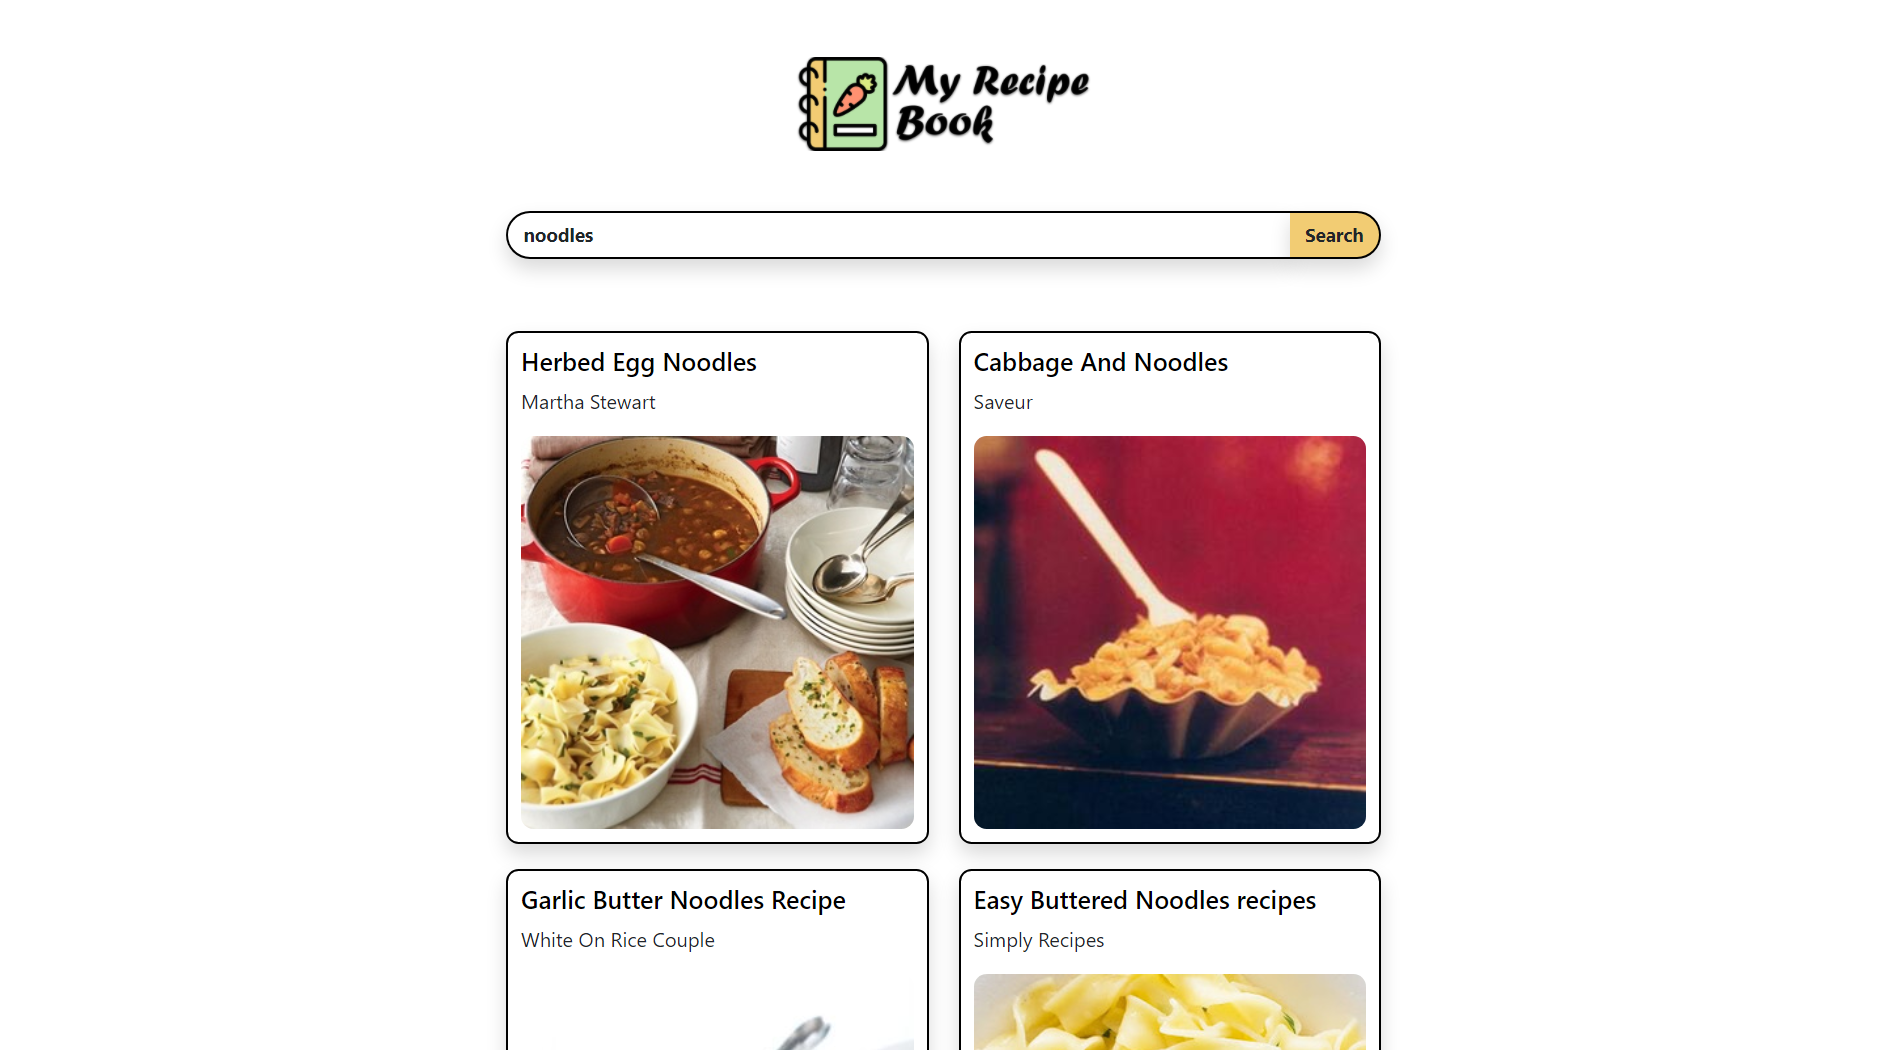 My Recipe
Book
noodles
Search
Herbed Egg Noodles
Martha Stewart
Cabbage And Noodles
Saveur
Garlic Butter Noodles Recipe
White On Rice Couple
Easy Buttered Noodles recipes
Simply Recipes